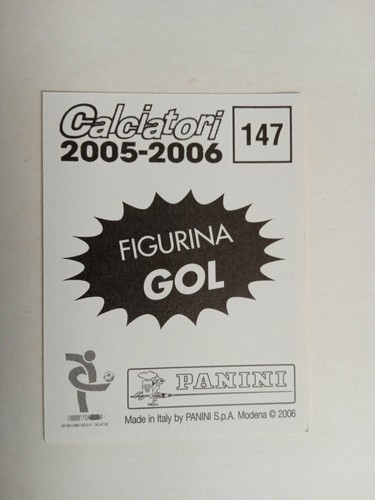 Calciatori
2005-2006
147
FIGURINA
GOL
PANINI
Made in Italy by PANINI S.p.A. Modena © 2006